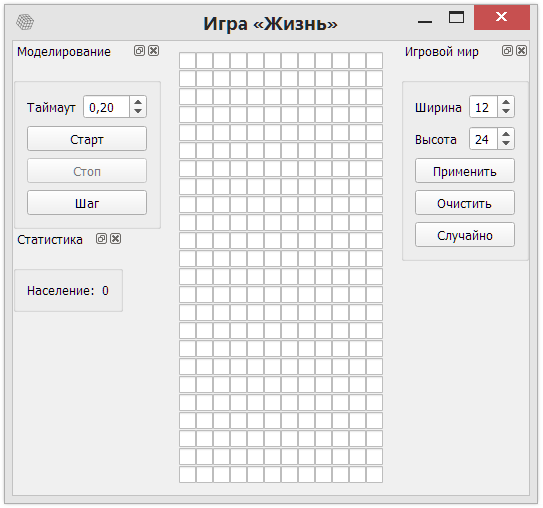 Игра «Жизнь»
Моделирование
Таймаут 0,20
Старт
Стоп
Шаг
Статистика
Население: 0
Игровой мир
Ширина 12
Высота 24
Применить
Очистить
Случайно